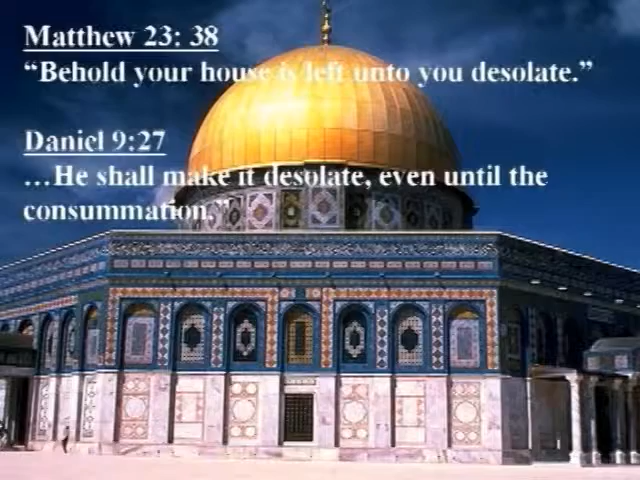 Matthew 23: 38
“Behold your house is left unto you desolate.”
Daniel 9:27
…He shall make it desolate, even until the
consummation.”